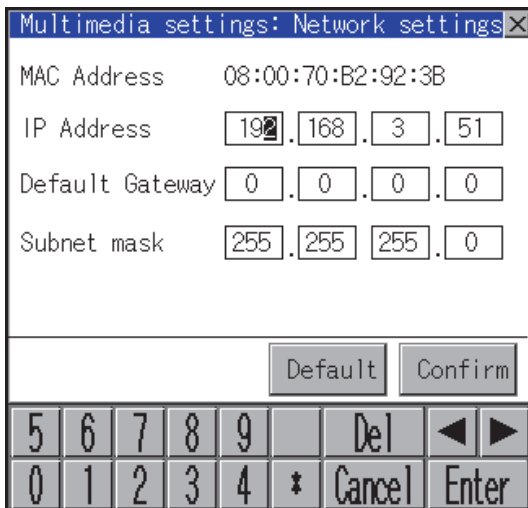 Multimedia settings: Network settings ×
MAC Address 08:00:70:B2:92:3B
IP Address 192.168.3.51
Default Gateway 0.0.0.0
Subnet mask 255.255 255.0
Default Confirm
5 6 7 8 9 Del ◀ ▶
0 1 2 3 4 * Cancel Enter